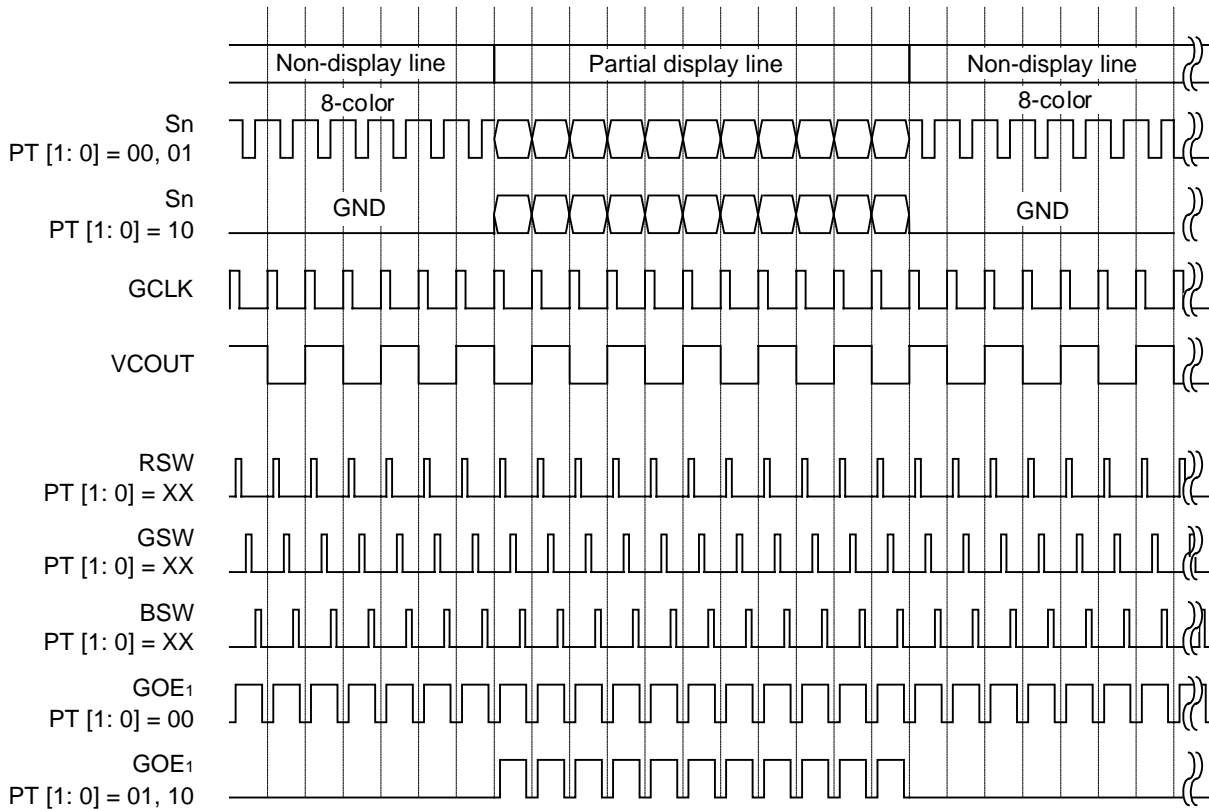 Non-display line Partial display line Non-display line
8-color 8-color
Sn
PT [1: 0] = 00, 01
Sn
PT [1: 0] = 10
GND GND
GCLK
VCOUT
RSW
PT [1: 0] = XX
GSW
PT [1: 0] = XX
BSW
PT [1: 0] = XX
GOE1
PT [1: 0] = 00
GOE1
PT [1: 0] = 01, 10